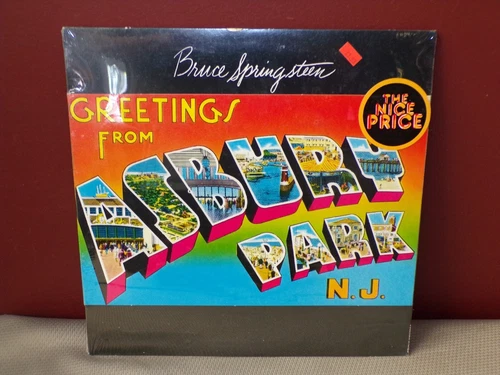 Bruce Springsteen
GREETINGS
FROM
ASBURY
PARK
N.J.
THE
NICE
PRICE